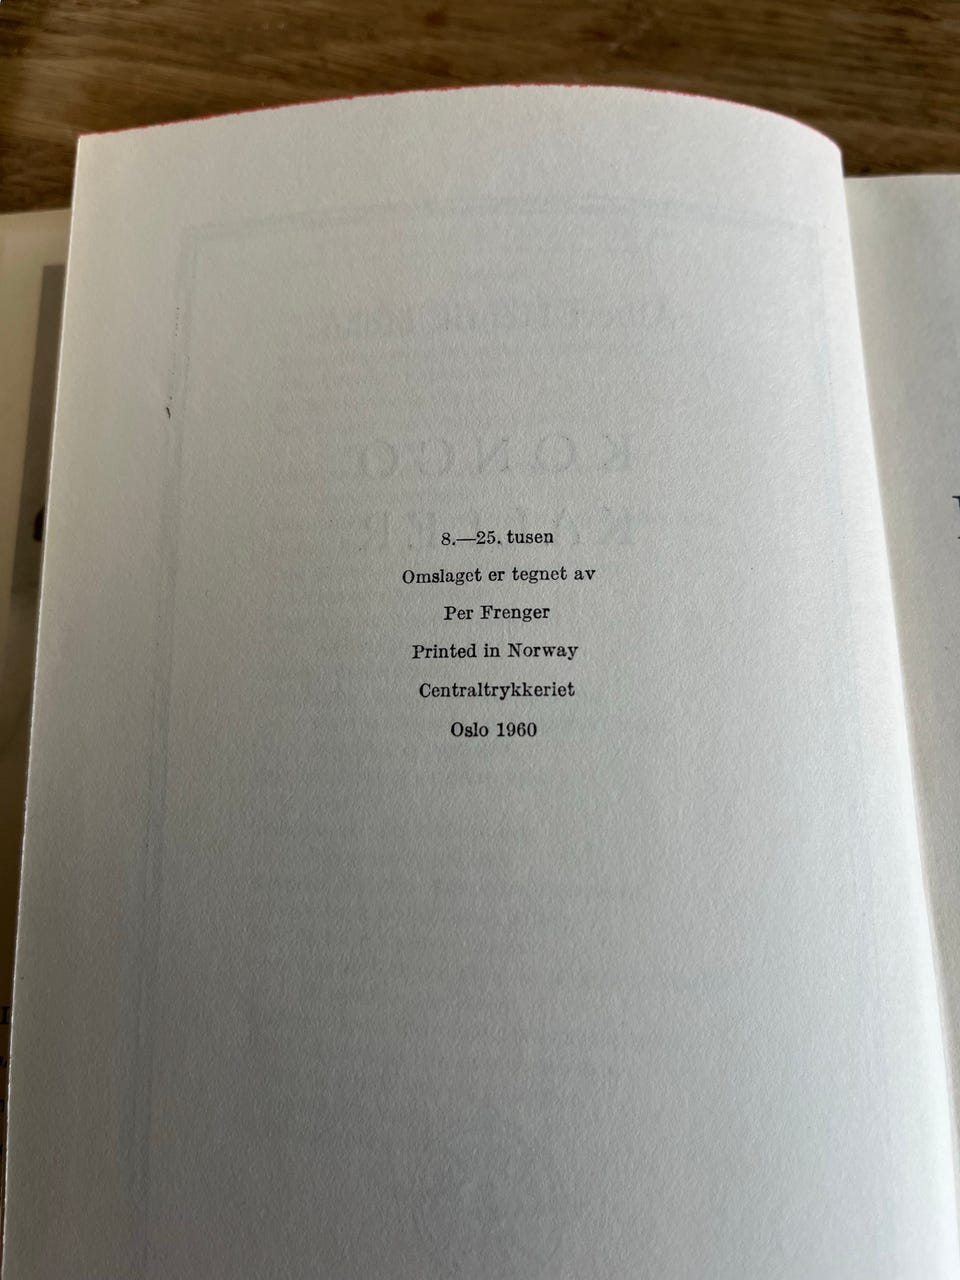 8.—25. tusen
Omslaget er tegnet av
Per Frenger
Printed in Norway
Centraltrykkeriet
Oslo 1960